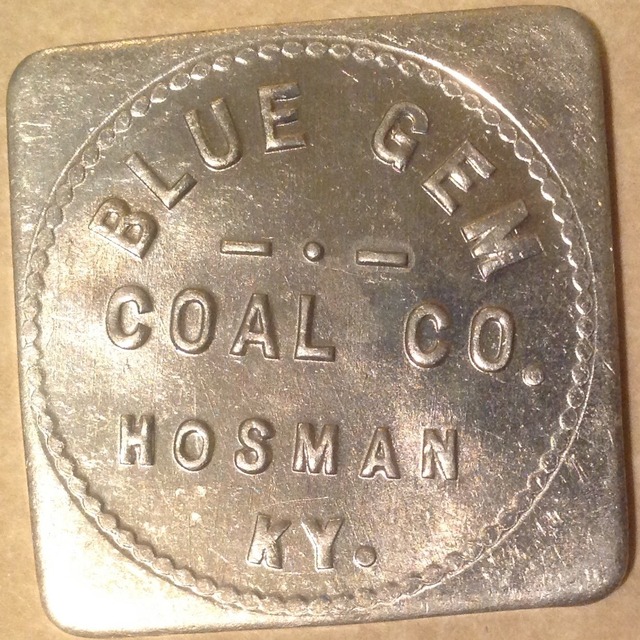 BLUE GEM
— · —
COAL CO.
HOSMAN
KY.